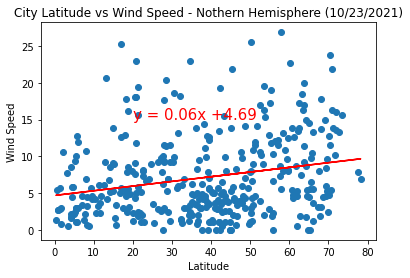 City Latitude vs Wind Speed - Nothern Hemisphere (10/23/2021)
25
20
15
10
5
0
Wind Speed
y = 0.06x +4.69
0 10 20 30 40 50 60 70 80
Latitude